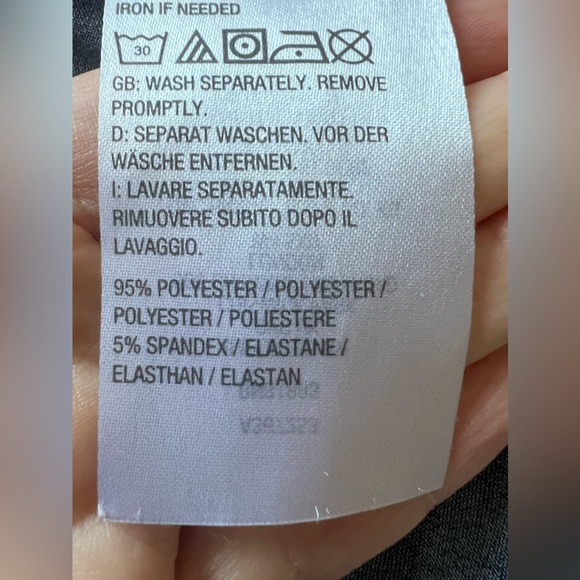 IRON IF NEEDED
30
GB: WASH SEPARATELY. REMOVE
PROMPTLY.
D: SEPARAT WASCHEN. VOR DER
WÄSCHE ENTFERNEN.
I: LAVARE SEPARATAMENTE.
RIMUOVERE SUBITO DOPO IL
LAVAGGIO.
95% POLYESTER / POLYESTER /
POLYESTER / POLIESTERE
5% SPANDEX / ELASTANE /
ELASTHAN / ELASTAN